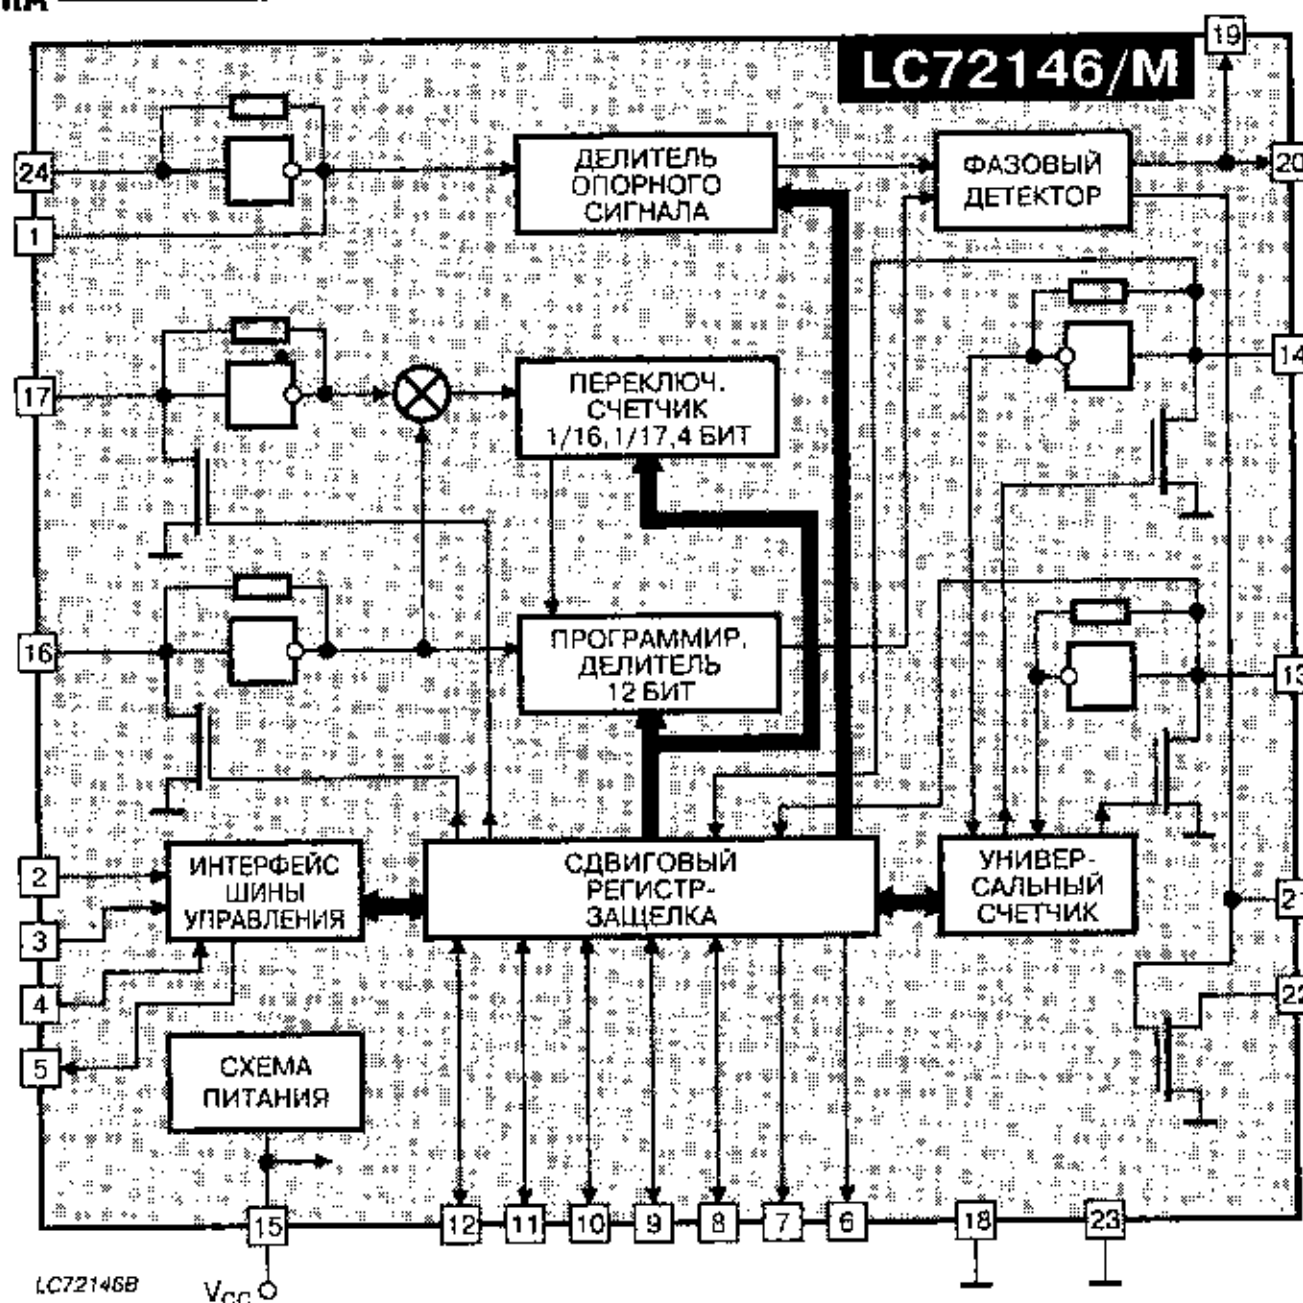 19
LC72146/M
24
ДЕЛИТЕЛЬ
ОПОРНОГО
СИГНАЛА
ФАЗОВЫЙ
ДЕТЕКТОР
20
1
14
17
ПЕРЕКЛЮЧ.
СЧЕТЧИК
1/16,1/17,4 БИТ
16
ПРОГРАММИР.
ДЕЛИТЕЛЬ
12 БИТ
13
2
3
4
5
ИНТЕРФЕЙС
ШИНЫ
УПРАВЛЕНИЯ
СДВИГОВЫЙ
РЕГИСТР-
ЗАЩЕЛКА
УНИВЕР-
САЛЬНЫЙ
СЧЕТЧИК
22
СХЕМА
ПИТАНИЯ
15
12
11
10
9
8
7
6
18
23
LC72146B
VCC